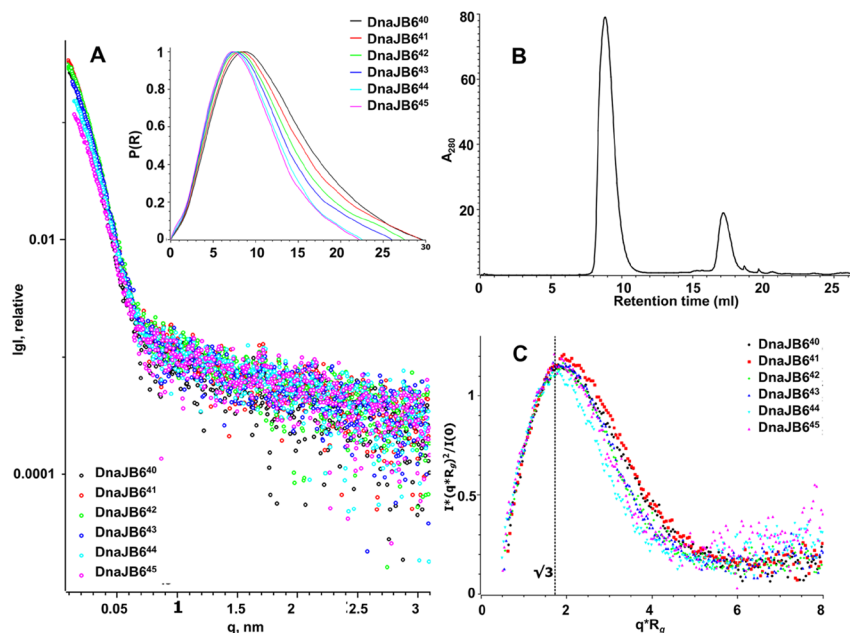 A
P(R)
1
0.8
0.6
0.4
0.2
0
0
5
10
15
20
25
30
DnaJB6⁴⁰
DnaJB6⁴¹
DnaJB6⁴²
DnaJB6⁴³
DnaJB6⁴⁴
DnaJB6⁴⁵
IgI, relative
0.01
0.0001
DnaJB6⁴⁰
DnaJB6⁴¹
DnaJB6⁴²
DnaJB6⁴³
DnaJB6⁴⁴
DnaJB6⁴⁵
0.05
1
1.5
2
2.5
3
q, nm
B
A₂₈₀
80
60
40
20
0
0
5
10
15
20
25
Retention time (ml)
C
I*(q*R_g)²/I(0)
1
0.5
0
√3
0
2
4
6
8
q*R_g
DnaJB6⁴⁰
DnaJB6⁴¹
DnaJB6⁴²
DnaJB6⁴³
DnaJB6⁴⁴
DnaJB6⁴⁵